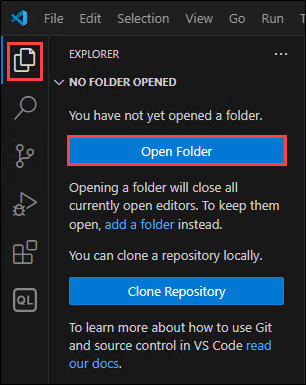 File Edit Selection View Go Run T
EXPLORER ...
NO FOLDER OPENED
You have not yet opened a folder.
Open Folder
Opening a folder will close all
currently open editors. To keep them
open, add a folder instead.
You can clone a repository locally.
Clone Repository
To learn more about how to use Git
and source control in VS Code read
our docs.
QL